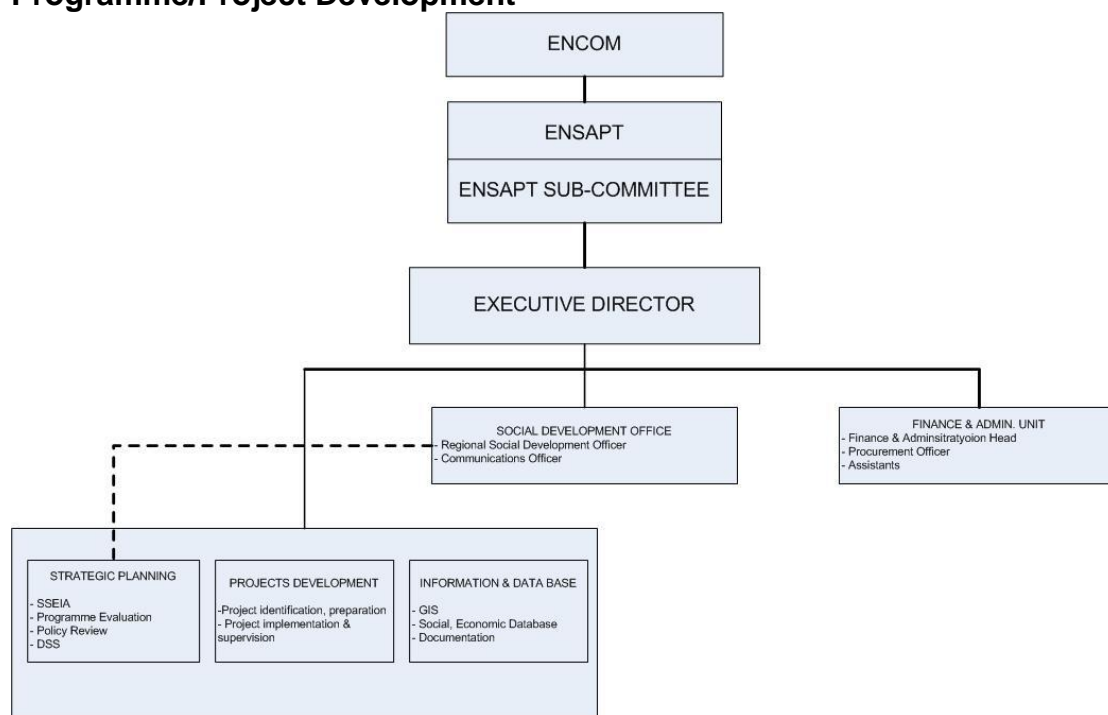 Programme/Project Development
ENCOM
ENSAPT
ENSAPT SUB-COMMITTEE
EXECUTIVE DIRECTOR
SOCIAL DEVELOPMENT OFFICE
- Regional Social Development Officer
- Communications Officer
FINANCE & ADMIN. UNIT
- Finance & Adminsitratyoion Head
- Procurement Officer
- Assistants
STRATEGIC PLANNING
- SSEIA
- Programme Evaluation
- Policy Review
- DSS
PROJECTS DEVELOPMENT
-Project identification, preparation
- Project implementation &
supervision
INFORMATION & DATA BASE
- GIS
- Social, Economic Database
- Documentation